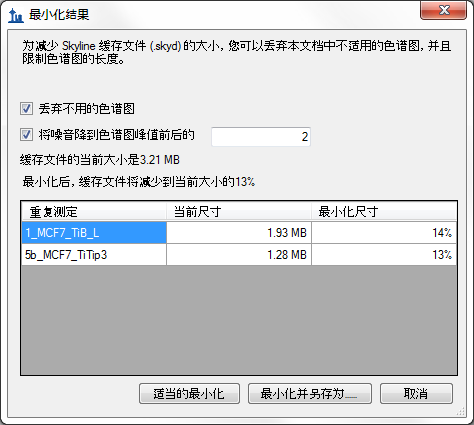 最小化结果
为减少 Skyline 缓存文件 (.skyd) 的大小，您可以丢弃本文档中不适用的色谱图，并且
限制色谱图的长度。
丢弃不用的色谱图
将噪音降到色谱图峰值前后的 2
缓存文件的当前大小是3.21 MB
最小化后，缓存文件将减少到当前大小的13%
重复测定 当前尺寸 最小化尺寸
1_MCF7_TiB_L 1.93 MB 14%
5b_MCF7_TiTip3 1.28 MB 13%
适当的最小化 最小化并另存为...... 取消